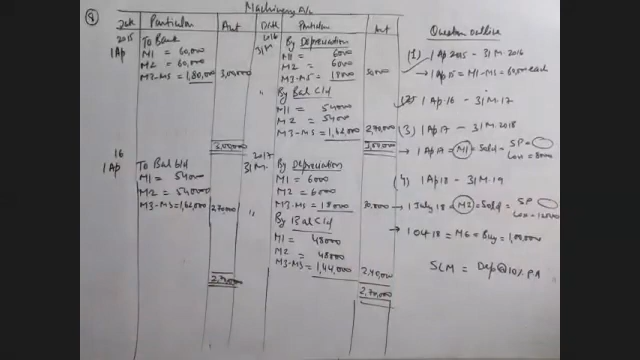 Machinery A/c
8
Date Particular Amt Date Particular Amt
2015 2016
1Ap To Bank 31M By Depreciation
M1 = 60,000 M1 = 6000
M2 = 60,000 M2 = 6000
M3-M5 = 1,80,000 3,00,000 M3-M5 = 18000 30,000
" By Bal C/d
M1 = 54000
M2 = 54000
M3-M5 = 1,62,000 2,70,000
3,00,000 3,00,000
16 2017
1Ap To Bal b/d 31M. By Depreciation
M1 = 54000 M1 = 6000
M2 = 54000 M2 = 6000
M3-M5 = 1,62,000 2,70,000 M3-M5 = 18000 30,000
" By Bal C/d
M1 = 48000
M2 = 48000
M3-M5 = 1,44,000 2,40,000
2,70,000 2,70,000
Question outline
(1) 1 Ap 2015 - 31 M. 2016
→ 1 Ap 15 = M1-M5 = 60,000 each
(2) 1 Ap 16 - 31 M. 17
(3) 1 Ap 17 - 31 M. 2018
→ 1 Ap 17 = M1 = Sold - SP =
Loss = 8000
(4) 1 Ap 18 - 31 M. 19
→ 1 July 18 = M2 = Sold = SP
Loss =
→ 1 Oct 18 = M6 = Buy = 1,00,000
SLM = Dep @ 10% PA